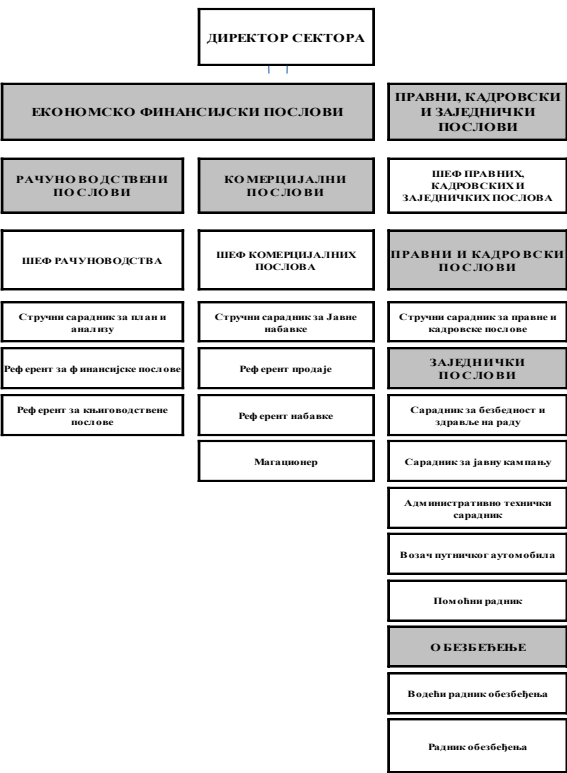 ДИРЕКТОР СЕКТОРА
ЕКОНОМСКО ФИНАНСИЈСКИ ПОСЛОВИ
ПРАВНИ, КАДРОВСКИ
И ЗАЈЕДНИЧКИ
ПОСЛОВИ
РАЧУНОВОДСТВЕНИ
ПОСЛОВИ
КОМЕРЦИЈАЛНИ
ПОСЛОВИ
ШЕФ ПРАВНИХ,
КАДРОВСКИХ И
ЗАЈЕДНИЧКИХ ПОСЛОВА
ШЕФ РАЧУНОВОДСТВА
ШЕФ КОМЕРЦИЈАЛНИХ
ПОСЛОВА
ПРАВНИ И КАДРОВСКИ
ПОСЛОВИ
Стручни сарадник за план и
анализу
Стручни сарадник за Јавне
набавке
Стручни сарадник за правне и
кадровске послове
Референт за финансијске послове
Референт продаје
ЗАЈЕДНИЧКИ
ПОСЛОВИ
Референт за књиговодствене
послове
Референт набавке
Сарадник за безбедност и
здравље на раду
Магационер
Сарадник за јавну кампању
Административно технички
сарадник
Возач путничког аутомобила
Помоћни радник
ОБЕЗБЕЂЕЊЕ
Водећи радник обезбеђења
Радник обезбеђења